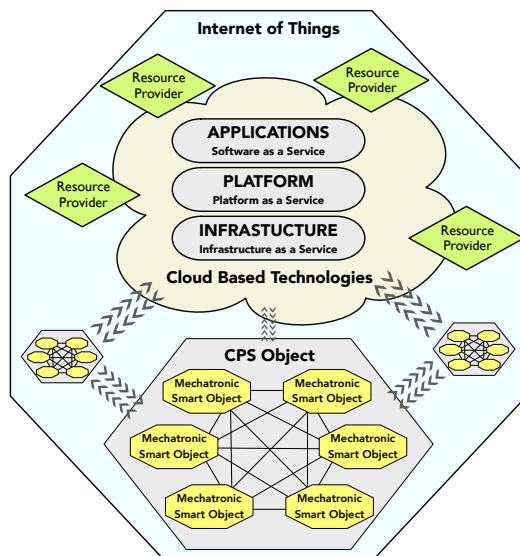 Internet of Things
Resource
Provider
Resource
Provider
APPLICATIONS
Software as a Service
PLATFORM
Platform as a Service
Resource
Provider
INFRASTUCTURE
Infrastructure as a Service
Resource
Provider
Cloud Based Technologies
CPS Object
Mechatronic
Smart Object
Mechatronic
Smart Object
Mechatronic
Smart Object
Mechatronic
Smart Object
Mechatronic
Smart Object
Mechatronic
Smart Object